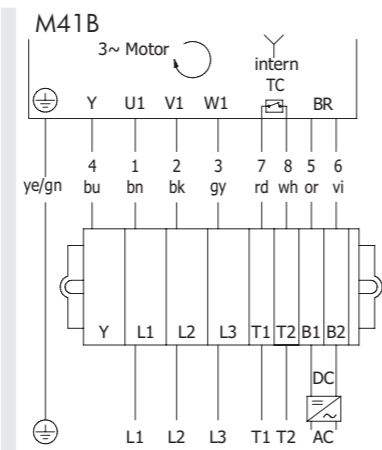 M41B
3~ Motor
intern
TC
Y U1 V1 W1 BR
4 1 2 3 7 8 5 6
ye/gn bu bn bk gy rd wh or vi
Y L1 L2 L3 T1 T2 B1 B2
DC
L1 L2 L3 T1 T2 AC